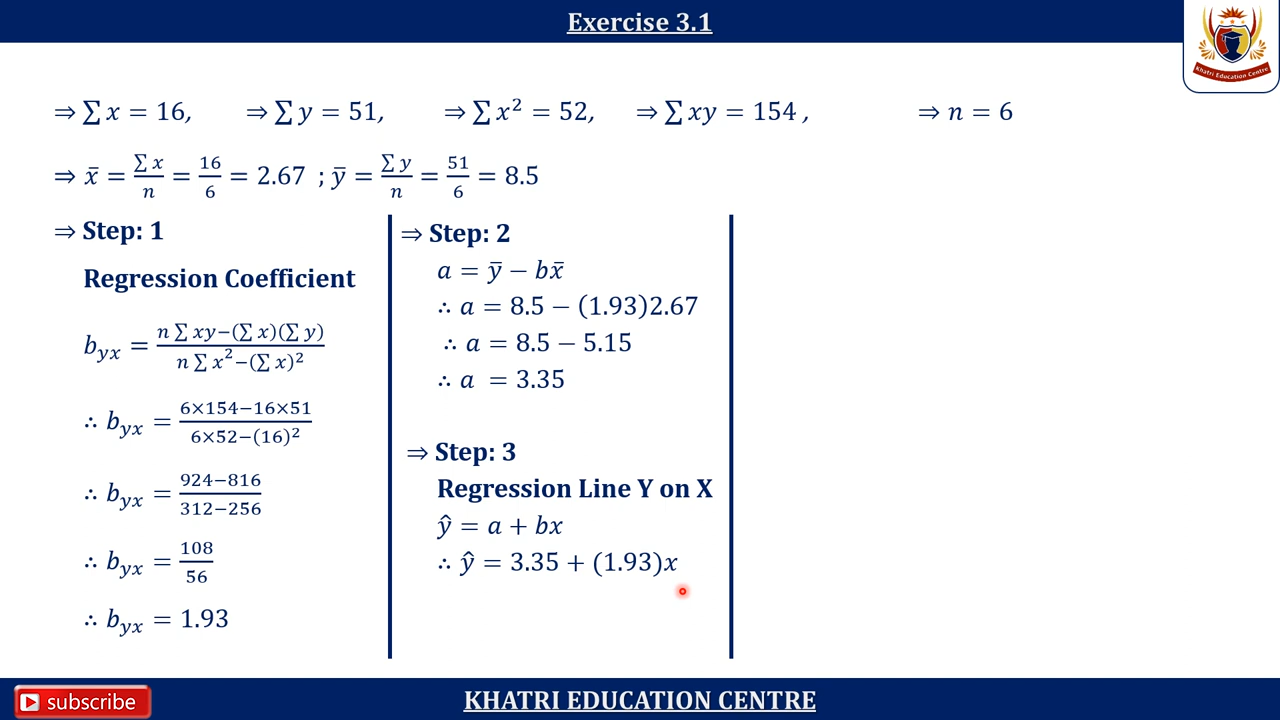 Exercise 3.1
Khatri Education Centre
⇒ ∑ x = 16, ⇒ ∑ y = 51, ⇒ ∑ x² = 52, ⇒ ∑ xy = 154 , ⇒ n = 6
⇒ x̄ = ∑ x / n = 16/6 = 2.67 ; ȳ = ∑ y / n = 51/6 = 8.5
⇒ Step: 1
Regression Coefficient
b_yx = (n ∑ xy−(∑ x)(∑ y)) / (n ∑ x²−(∑ x)²)
∴ b_yx = (6×154−16×51) / (6×52−(16)²)
∴ b_yx = (924−816) / (312−256)
∴ b_yx = 108/56
∴ b_yx = 1.93
⇒ Step: 2
a = ȳ − bx̄
∴ a = 8.5 − (1.93)2.67
∴ a = 8.5 − 5.15
∴ a = 3.35
⇒ Step: 3
Regression Line Y on X
ŷ = a + bx
∴ ŷ = 3.35 + (1.93)x
subscribe
KHATRI EDUCATION CENTRE